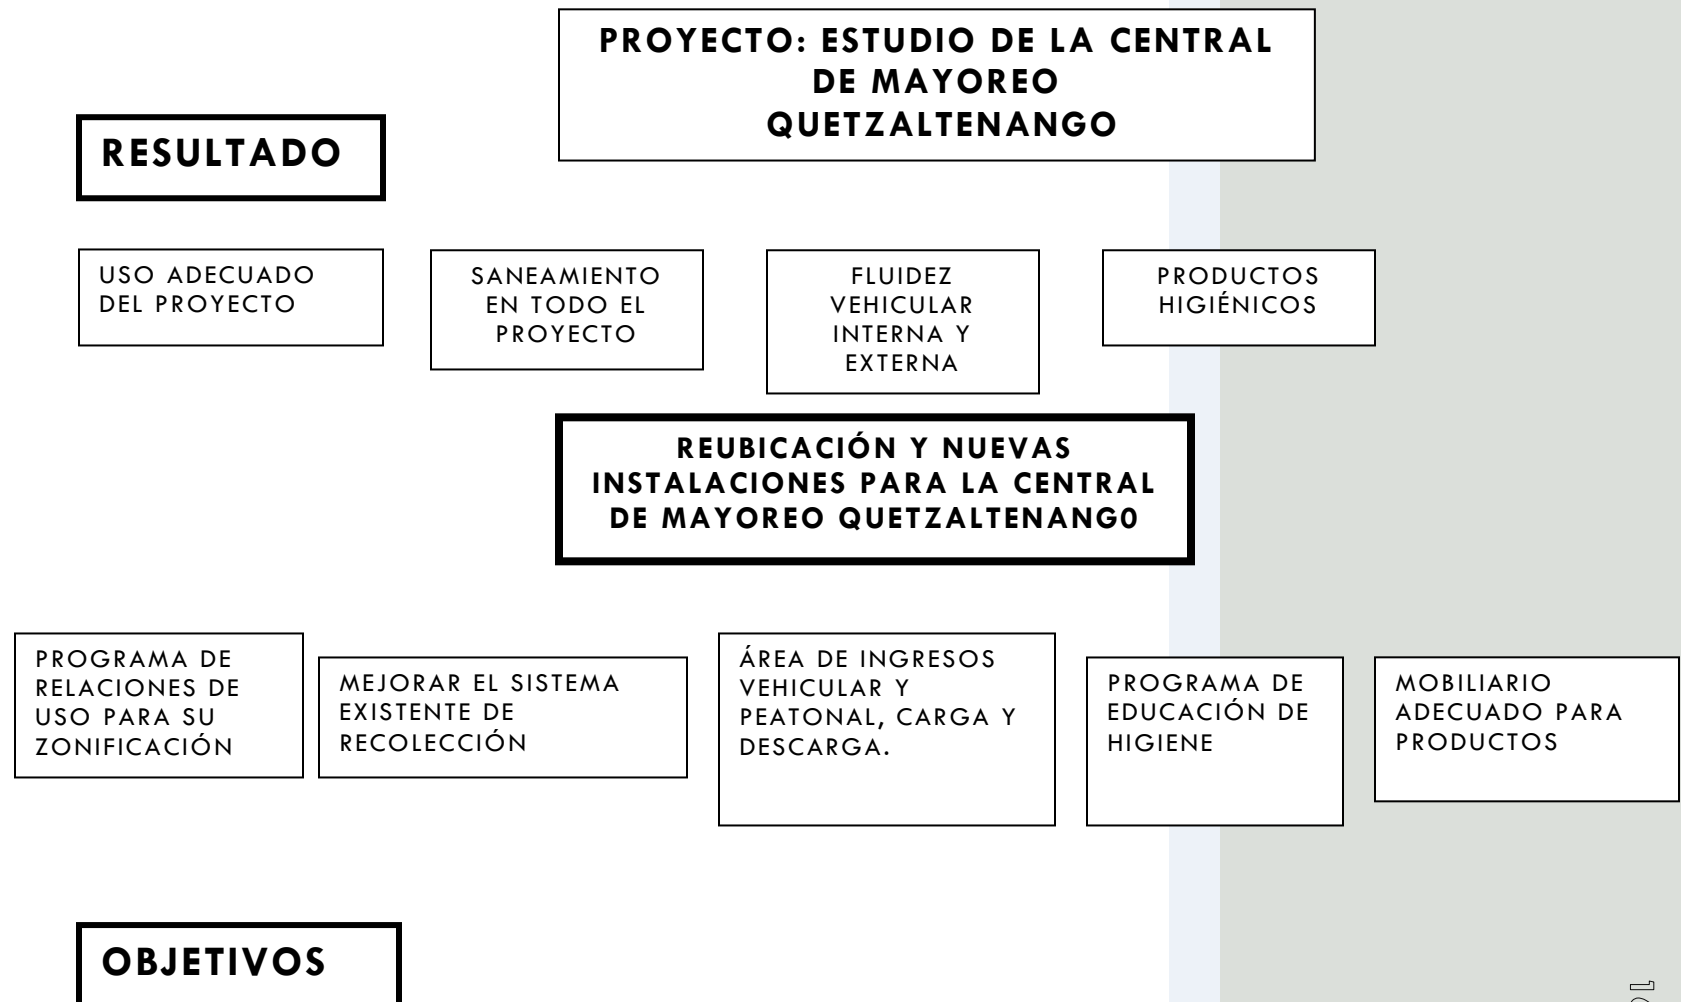 PROYECTO: ESTUDIO DE LA CENTRAL
DE MAYOREO
QUETZALTENANGO
RESULTADO
USO ADECUADO
DEL PROYECTO
SANEAMIENTO
EN TODO EL
PROYECTO
FLUIDEZ
VEHICULAR
INTERNA Y
EXTERNA
PRODUCTOS
HIGIÉNICOS
REUBICACIÓN Y NUEVAS
INSTALACIONES PARA LA CENTRAL
DE MAYOREO QUETZALTENANG0
PROGRAMA DE
RELACIONES DE
USO PARA SU
ZONIFICACIÓN
MEJORAR EL SISTEMA
EXISTENTE DE
RECOLECCIÓN
ÁREA DE INGRESOS
VEHICULAR Y
PEATONAL, CARGA Y
DESCARGA.
PROGRAMA DE
EDUCACIÓN DE
HIGIENE
MOBILIARIO
ADECUADO PARA
PRODUCTOS
OBJETIVOS